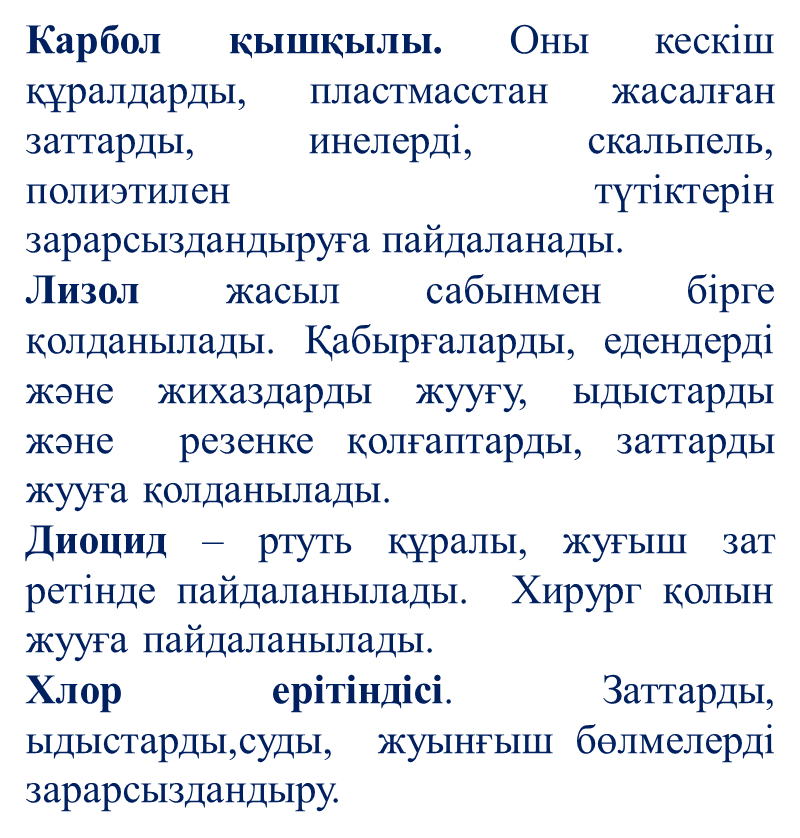 Карбол қышқылы. Оны кескіш
құралдарды, пластмасстан жасалған
заттарды, инелерді, скальпель,
полиэтилен түтіктерін
зарарсыздандыруға пайдаланады.
Лизол жасыл сабынмен бірге
қолданылады. Қабырғаларды, едендерді
және жихаздарды жууғу, ыдыстарды
және резенке қолғаптарды, заттарды
жууға қолданылады.
Диоцид – ртуть құралы, жуғыш зат
ретінде пайдаланылады. Хирург қолын
жууға пайдаланылады.
Хлор ерітіндісі. Заттарды,
ыдыстарды,суды, жуынғыш бөлмелерді
зарарсыздандыру.